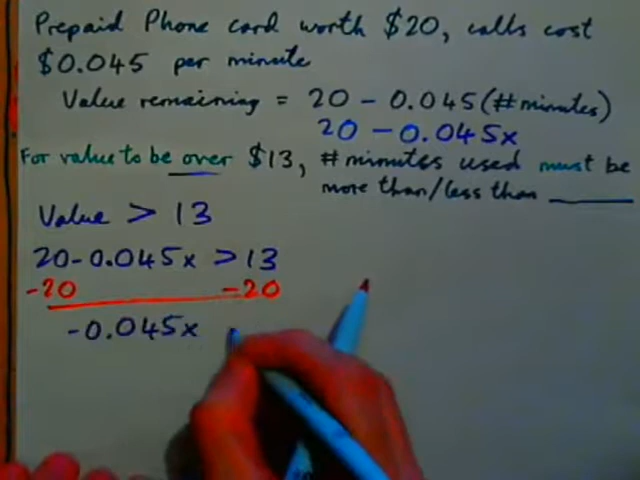 Prepaid Phone card worth $20, calls cost
$0.045 per minute
Value remaining = 20 - 0.045(#minutes)
20 - 0.045x
For value to be over $13, #minutes used must be
more than/less than ______
Value > 13
20-0.045x >13
-20 -20
-0.045x